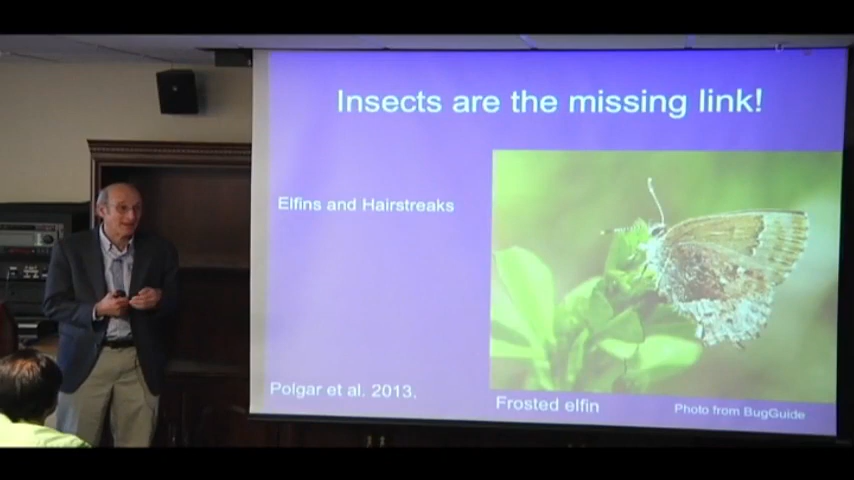 Insects are the missing link!
Elfins and Hairstreaks
Polgar et al. 2013.
Frosted elfin
Photo from BugGuide